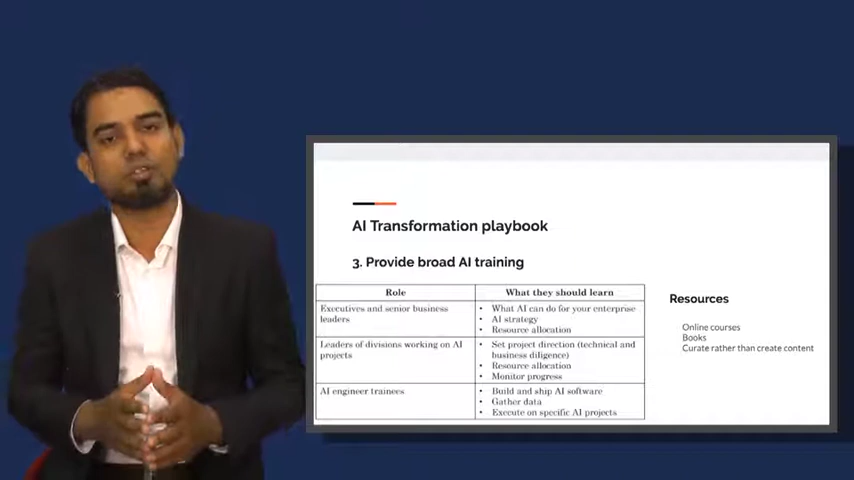 AI Transformation playbook
3. Provide broad AI training
Role
What they should learn
Executives and senior business
leaders
• What AI can do for your enterprise
• AI strategy
• Resource allocation
Leaders of divisions working on AI
projects
• Set project direction (technical and
business diligence)
• Resource allocation
• Monitor progress
AI engineer trainees
• Build and ship AI software
• Gather data
• Execute on specific AI projects
Resources
Online courses
Books
Curate rather than create content